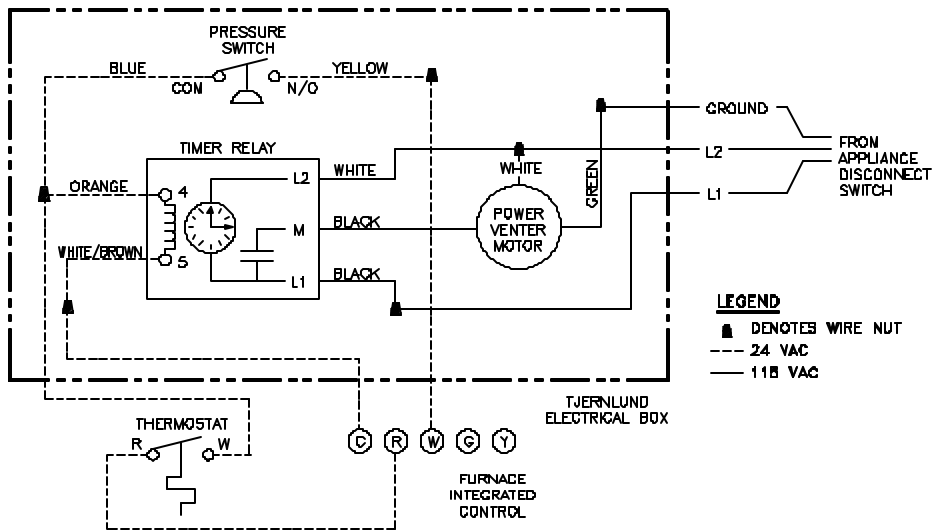 PRESSURE
SWITCH
BLUE
YELLOW
COM
N/O
GROUND
TIMER RELAY
FROM
APPLIANCE
DISCONNECT
SWITCH
WHITE
L2
WHITE
L2
ORANGE
4
GREEN
L1
BLACK
M
POWER
VENTER
MOTOR
WHITE/BROWN
5
BLACK
L1
LEGEND
DENOTES WIRE NUT
24 VAC
115 VAC
TJERNLUND
ELECTRICAL BOX
THERMOSTAT
R
W
C
R
W
G
Y
FURNACE
INTEGRATED
CONTROL